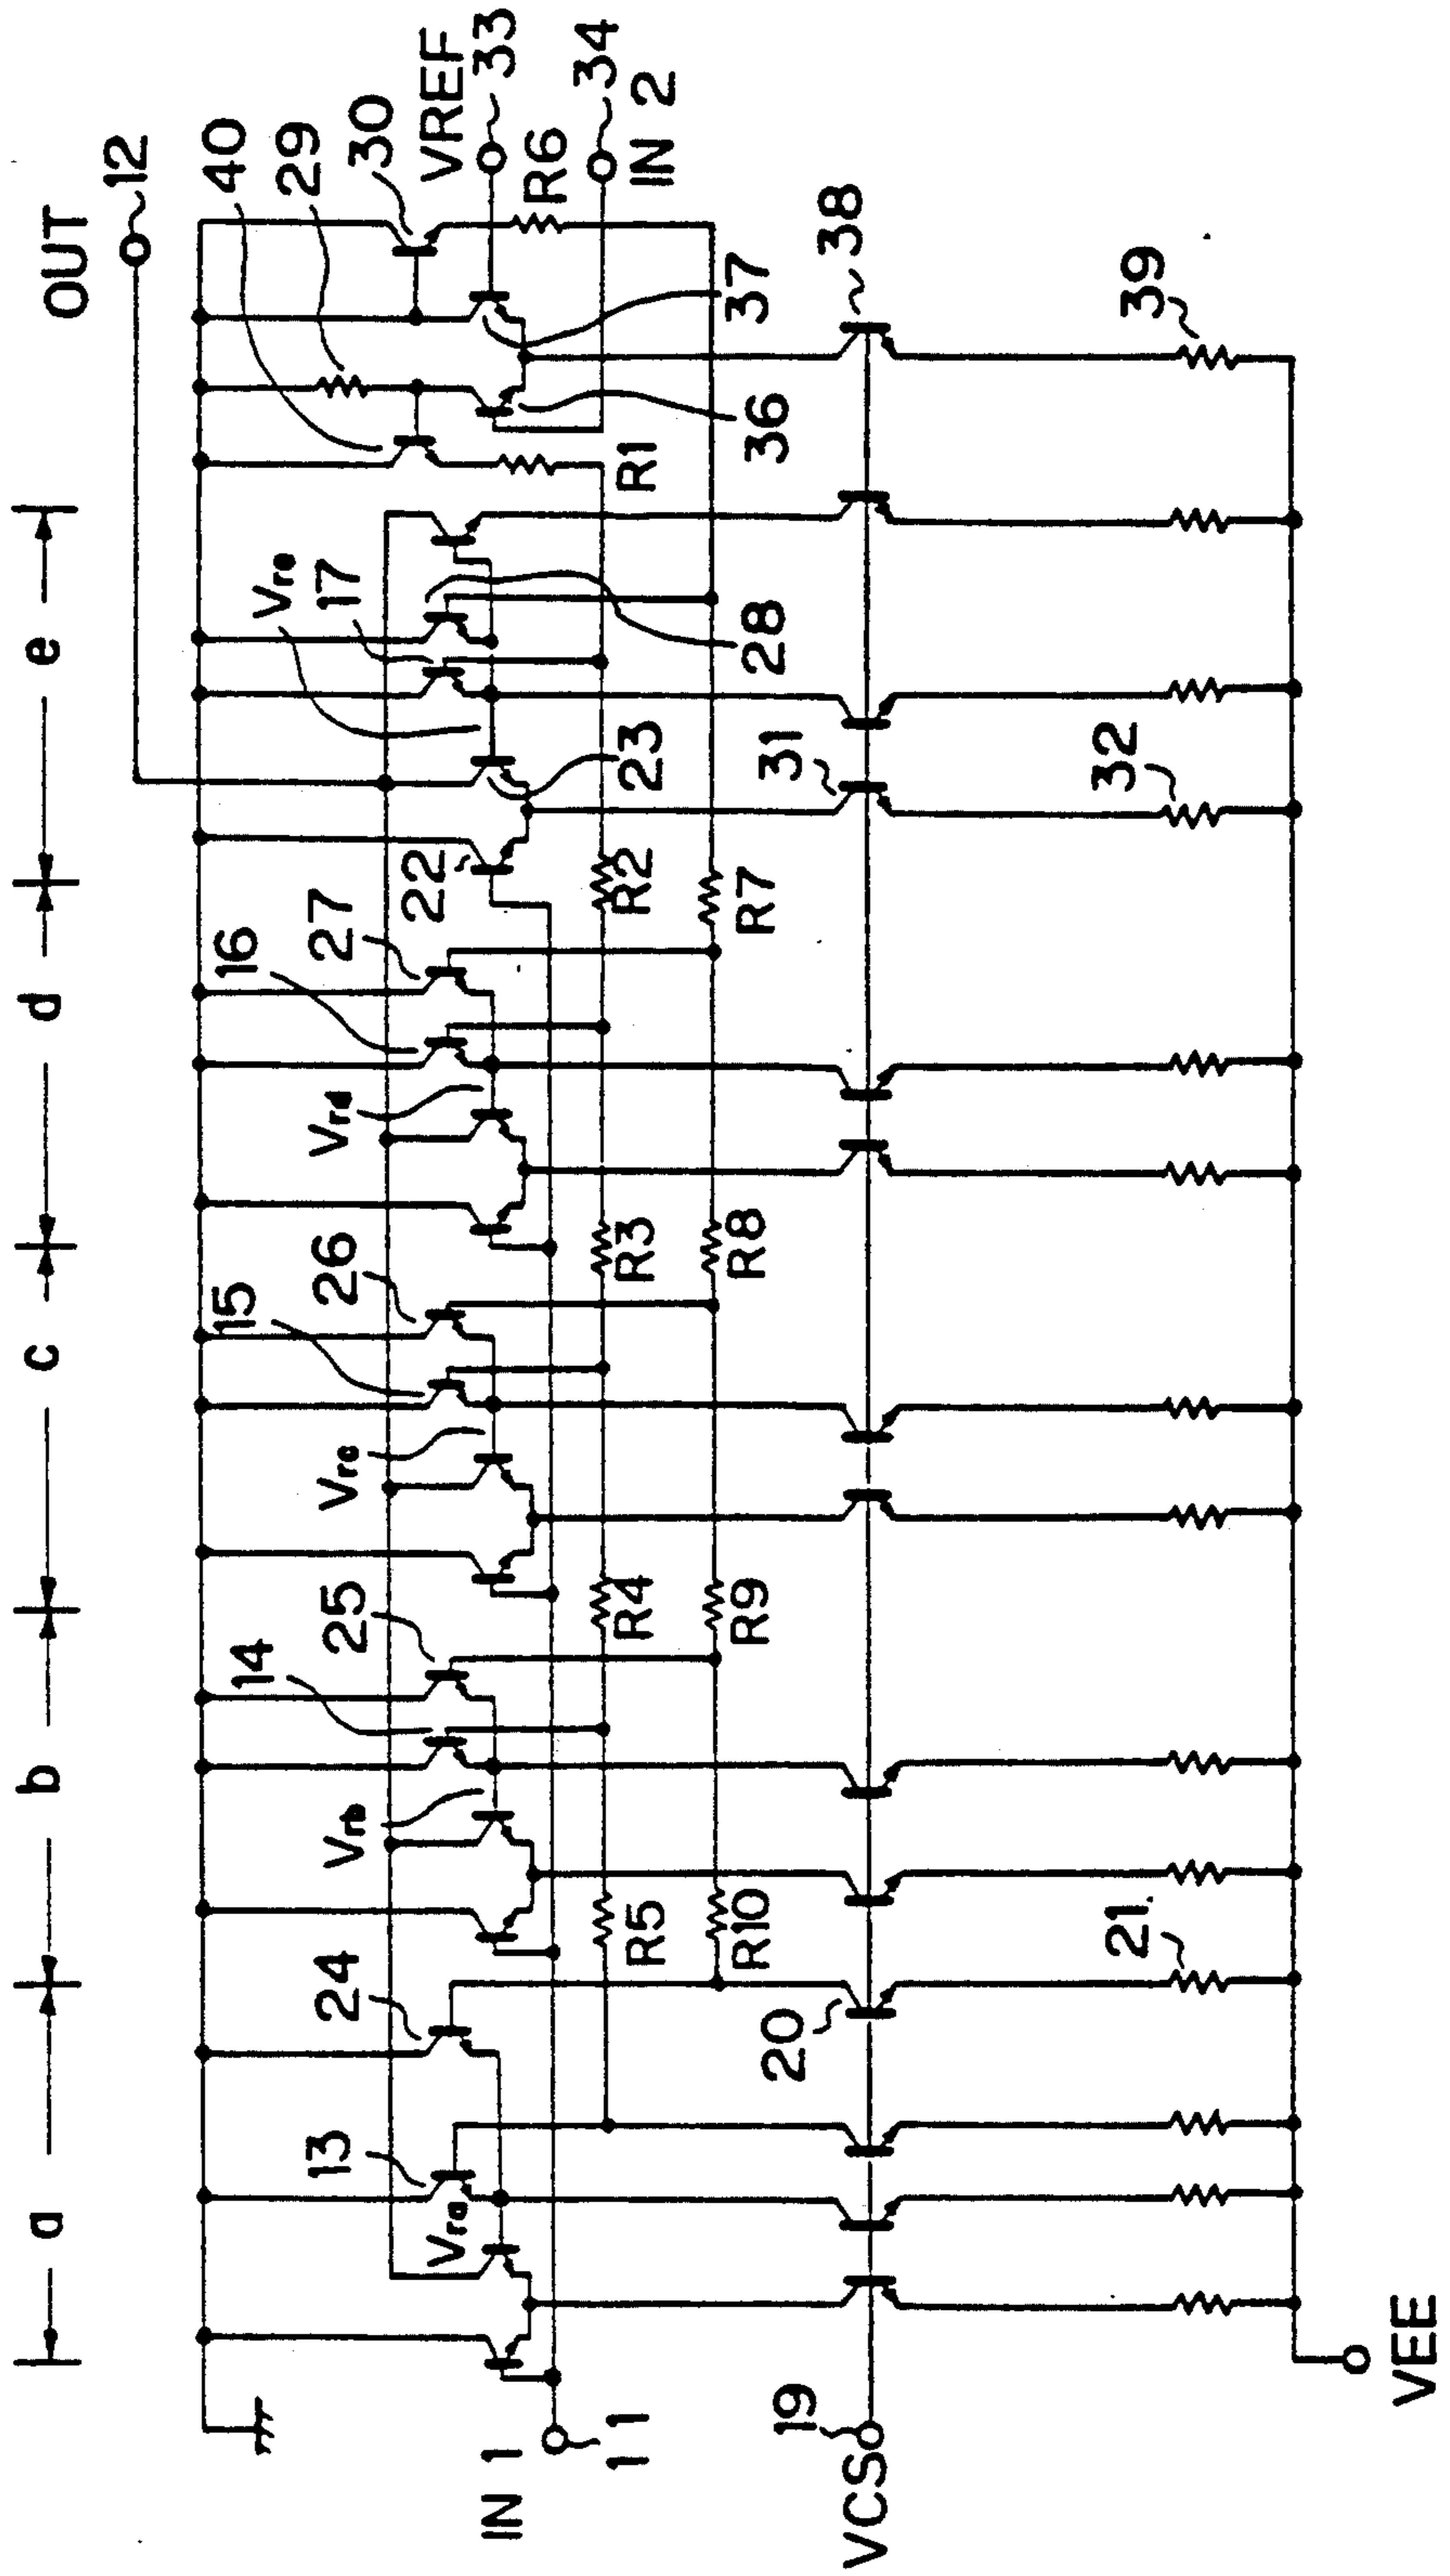 a b c d e
OUT
12
40
29
30
VREF
33
34
IN 2
R6
37
36
R1
Vre
17
28
23
22
27
16
Vrd
R2
R7
15
26
Vrc
R3
R8
14
25
Vrb
R4
R9
24
13
Vra
R5
R10
IN 1
11
VCS
19
20
21
31
32
38
39
VEE